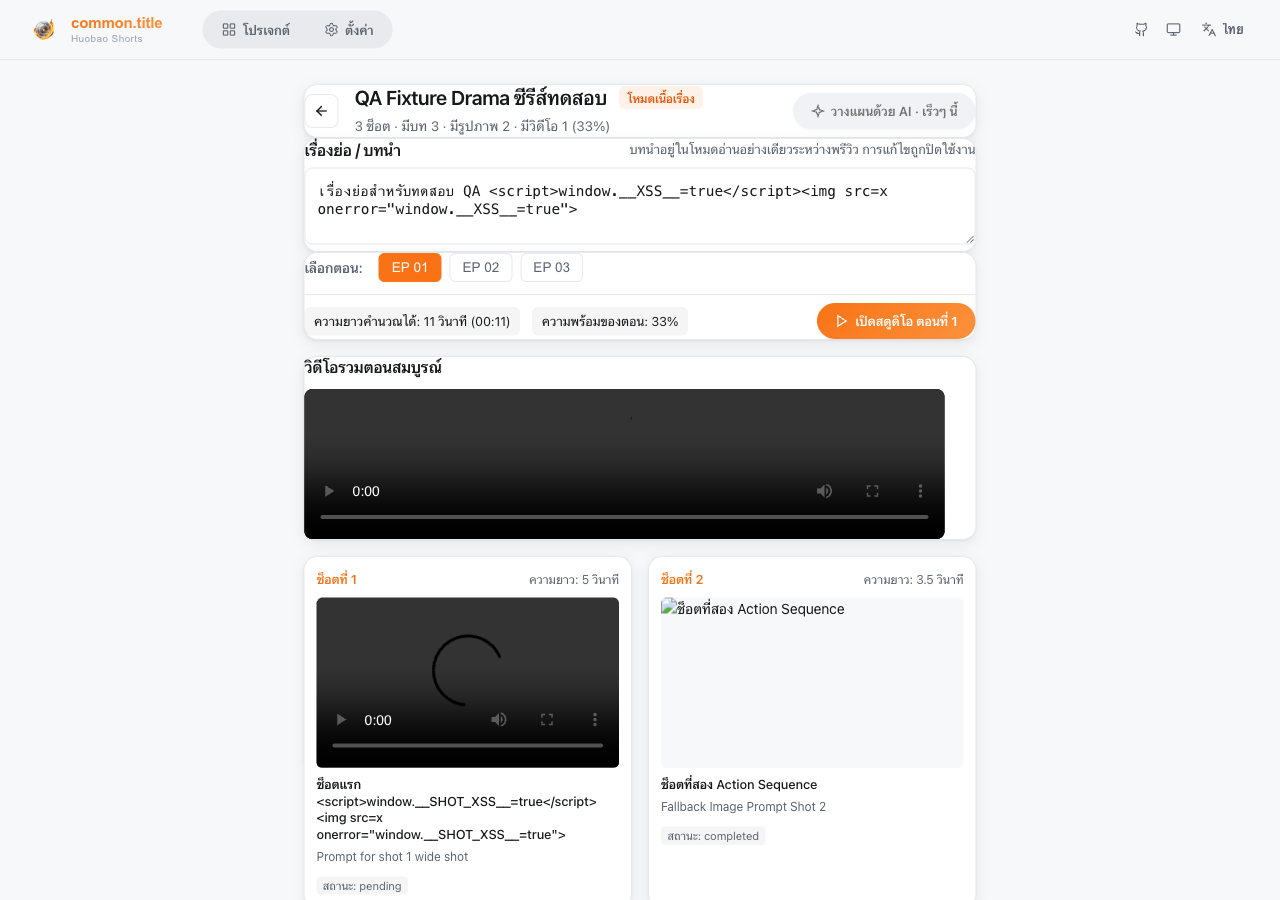 common.title
Huobao Shorts
โปรเจกต์
ตั้งค่า
ไทย
QA Fixture Drama ซีรีส์ทดสอบ
โหมดเนื้อเรื่อง
3 ช็อต · มีบท 3 · มีรูปภาพ 2 · มีวิดีโอ 1 (33%)
วางแผนด้วย AI · เร็วๆ นี้
เรื่องย่อ / บทนำ
บทนำอยู่ในโหมดอ่านอย่างเดียวระหว่างพรีวิว การแก้ไขถูกปิดใช้งาน
เรื่องย่อสำหรับทดสอบ QA <script>window.__XSS__=true</script><img src=x
onerror="window.__XSS__=true">
เลือกตอน:
EP 01
EP 02
EP 03
ความยาวคำนวณได้: 11 วินาที (00:11)
ความพร้อมของตอน: 33%
เปิดสตูดิโอ ตอนที่ 1
วิดีโอรวมตอนสมบูรณ์
0:00
ช็อตที่ 1
ความยาว: 5 วินาที
0:00
ช็อตแรก
<script>window.__SHOT_XSS__=true</script>
<img src=x
onerror="window.__SHOT_XSS__=true">
Prompt for shot 1 wide shot
สถานะ: pending
ช็อตที่ 2
ความยาว: 3.5 วินาที
ช็อตที่สอง Action Sequence
ช็อตที่สอง Action Sequence
Fallback Image Prompt Shot 2
สถานะ: completed